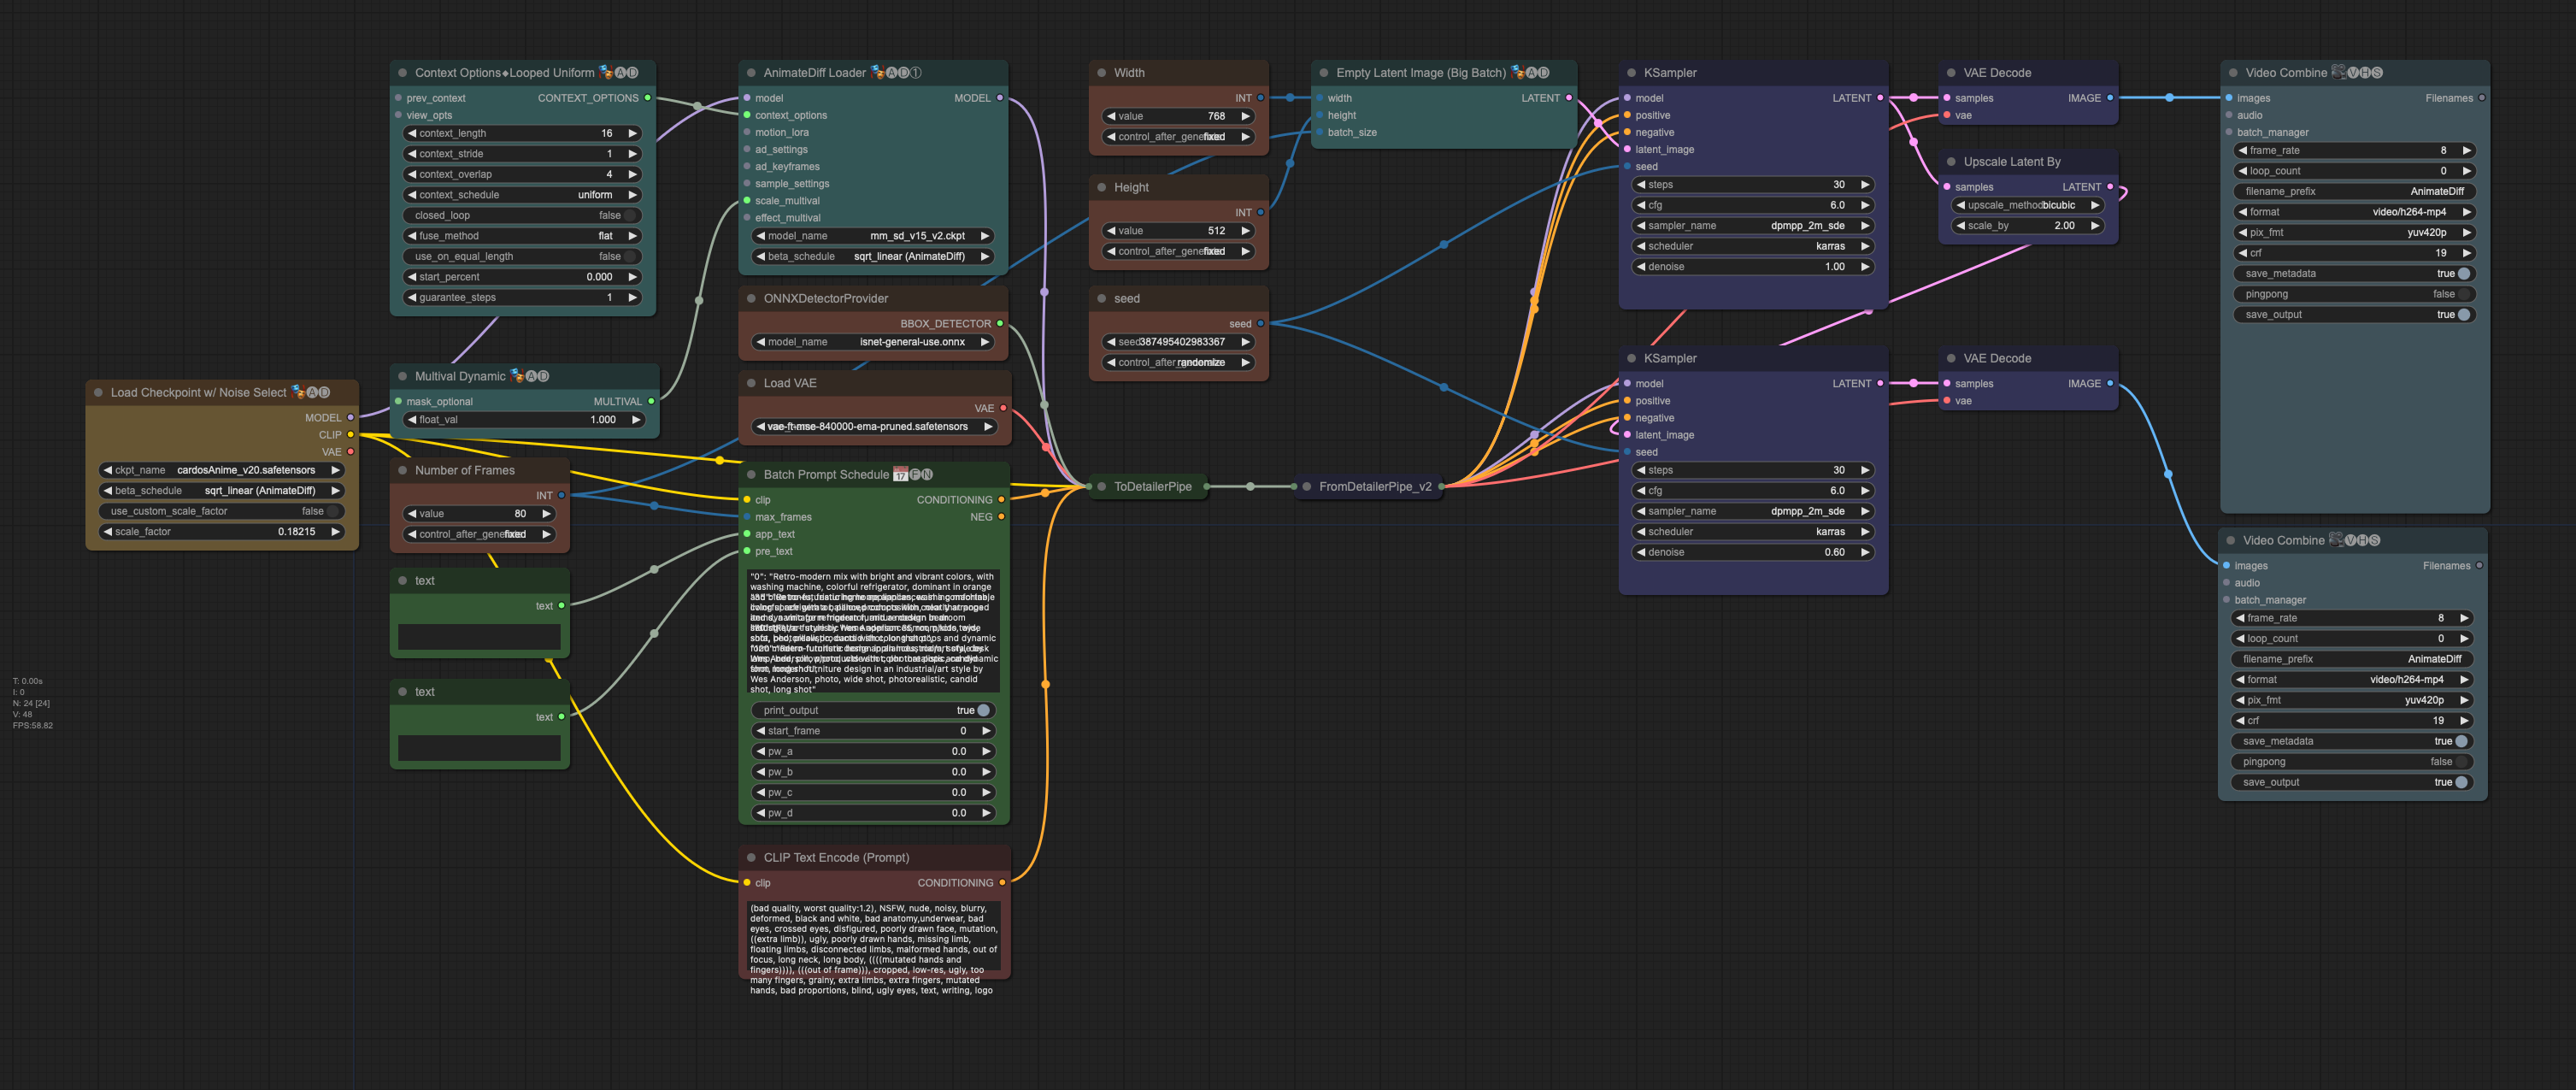 Context Options◆Looped Uniform 🎭🅐🅓
prev_context CONTEXT_OPTIONS
view_opts
context_length 16
context_stride 1
context_overlap 4
context_schedule uniform
closed_loop false
fuse_method flat
use_on_equal_length false
start_percent 0.000
guarantee_steps 1
Multival Dynamic 🎭🅐🅓
mask_optional MULTIVAL
float_val 1.000
Load Checkpoint w/ Noise Select 🎭🅐🅓
MODEL
CLIP
VAE
ckpt_name cardosAnime_v20.safetensors
beta_schedule sqrt_linear (AnimateDiff)
use_custom_scale_factor false
scale_factor 0.18215
Number of Frames
INT
value 80
control_after_gene fixed
text
text
text
text
T: 0.00s
I: 0
N: 24 [24]
V: 48
FPS:58.82
AnimateDiff Loader 🎭🅐🅓①
model MODEL
context_options
motion_lora
ad_settings
ad_keyframes
sample_settings
scale_multival
effect_multival
model_name mm_sd_v15_v2.ckpt
beta_schedule sqrt_linear (AnimateDiff)
ONNXDetectorProvider
BBOX_DETECTOR
model_name isnet-general-use.onnx
Load VAE
VAE
vae-ft-mse-840000-ema-pruned.safetensors
Batch Prompt Schedule 📅🅕🅝
clip CONDITIONING
max_frames NEG
app_text
pre_text
"0": "Retro-modern mix with bright and vibrant colors, with
washing machine, colorful refrigerator, dominant in orange
form, modern furniture design in an industrial/art style by
Wes Anderson, photo, wide shot, photorealistic, candid
shot, long shot"
print_output true
start_frame 0
pw_a 0.0
pw_b 0.0
pw_c 0.0
pw_d 0.0
CLIP Text Encode (Prompt)
clip CONDITIONING
(bad quality, worst quality:1.2), NSFW, nude, noisy, blurry,
deformed, black and white, bad anatomy,underwear, bad
eyes, crossed eyes, disfigured, poorly drawn face, mutation,
((extra limb)), ugly, poorly drawn hands, missing limb,
floating limbs, disconnected limbs, malformed hands, out of
focus, long neck, long body, ((((mutated hands and
fingers)))), (((out of frame))), cropped, low-res, ugly, too
many fingers, grainy, extra limbs, extra fingers, mutated
hands, bad proportions, blind, ugly eyes, text, writing, logo
Width
INT
value 768
control_after_gene fixed
Height
INT
value 512
control_after_gene fixed
seed
seed
seed 387495402983367
control_after randomize
ToDetailerPipe
FromDetailerPipe_v2
Empty Latent Image (Big Batch) 🎭🅐🅓
width LATENT
height
batch_size
KSampler
model LATENT
positive
negative
latent_image
seed
steps 30
cfg 6.0
sampler_name dpmpp_2m_sde
scheduler karras
denoise 1.00
KSampler
model LATENT
positive
negative
latent_image
seed
steps 30
cfg 6.0
sampler_name dpmpp_2m_sde
scheduler karras
denoise 0.60
VAE Decode
samples IMAGE
vae
Upscale Latent By
samples LATENT
upscale_method bicubic
scale_by 2.00
VAE Decode
samples IMAGE
vae
Video Combine 🎥🅥🅗🅢
images Filenames
audio
batch_manager
frame_rate 8
loop_count 0
filename_prefix AnimateDiff
format video/h264-mp4
pix_fmt yuv420p
crf 19
save_metadata true
pingpong false
save_output true
Video Combine 🎥🅥🅗🅢
images Filenames
audio
batch_manager
frame_rate 8
loop_count 0
filename_prefix AnimateDiff
format video/h264-mp4
pix_fmt yuv420p
crf 19
save_metadata true
pingpong false
save_output true